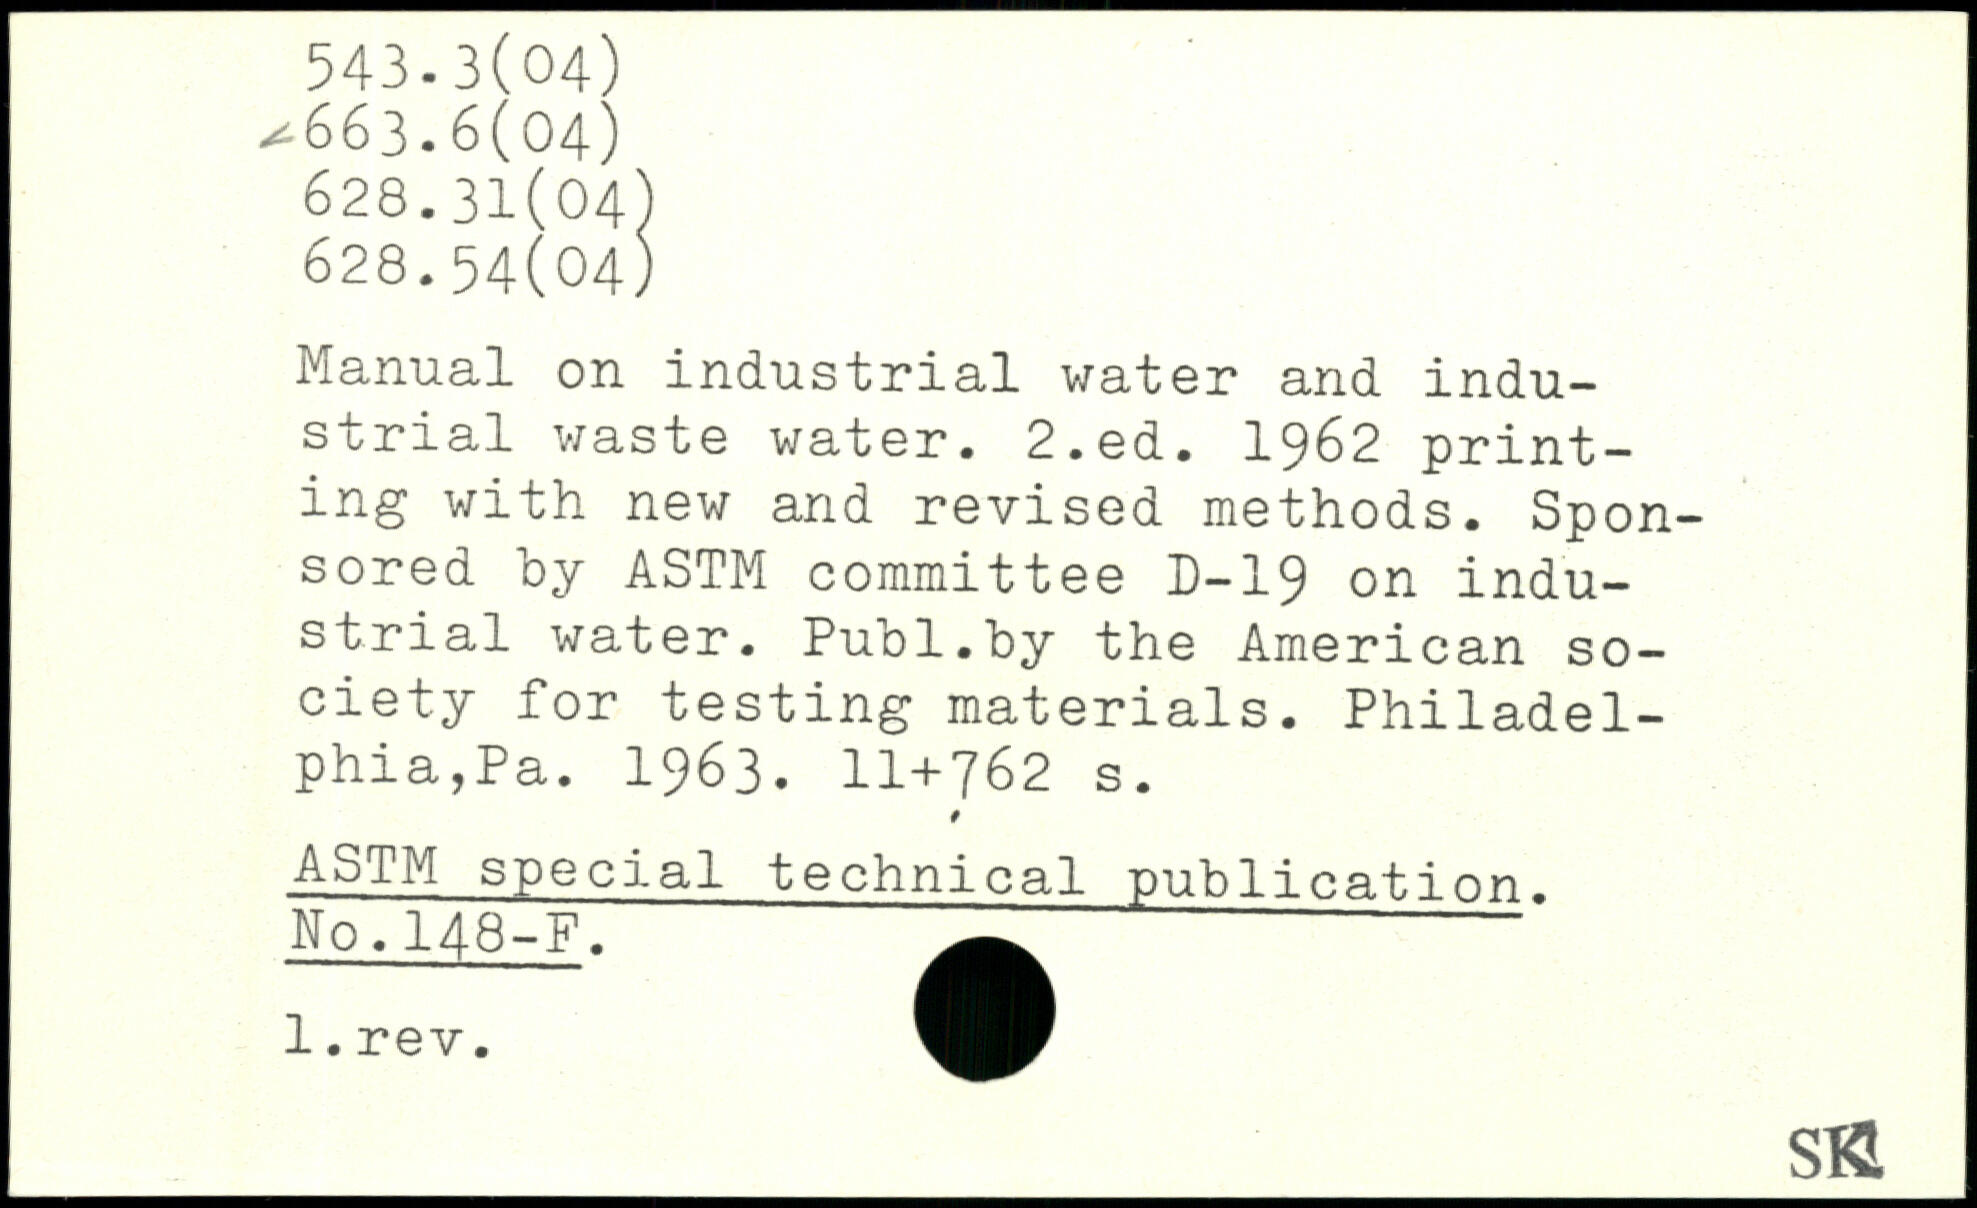 543.3(04)
663.6(04)
628.31(04)
628.54(04)
Manual on industrial water and indu-
strial waste water. 2.ed. 1962 print-
ing with new and revised methods. Spon-
sored by ASTM committee D-19 on indu-
strial water. Publ.by the American so-
ciety for testing materials. Philadel-
phia,Pa. 1963. 11+762 s.
ASTM special technical publication.
No.148-F.
1.rev.
SK